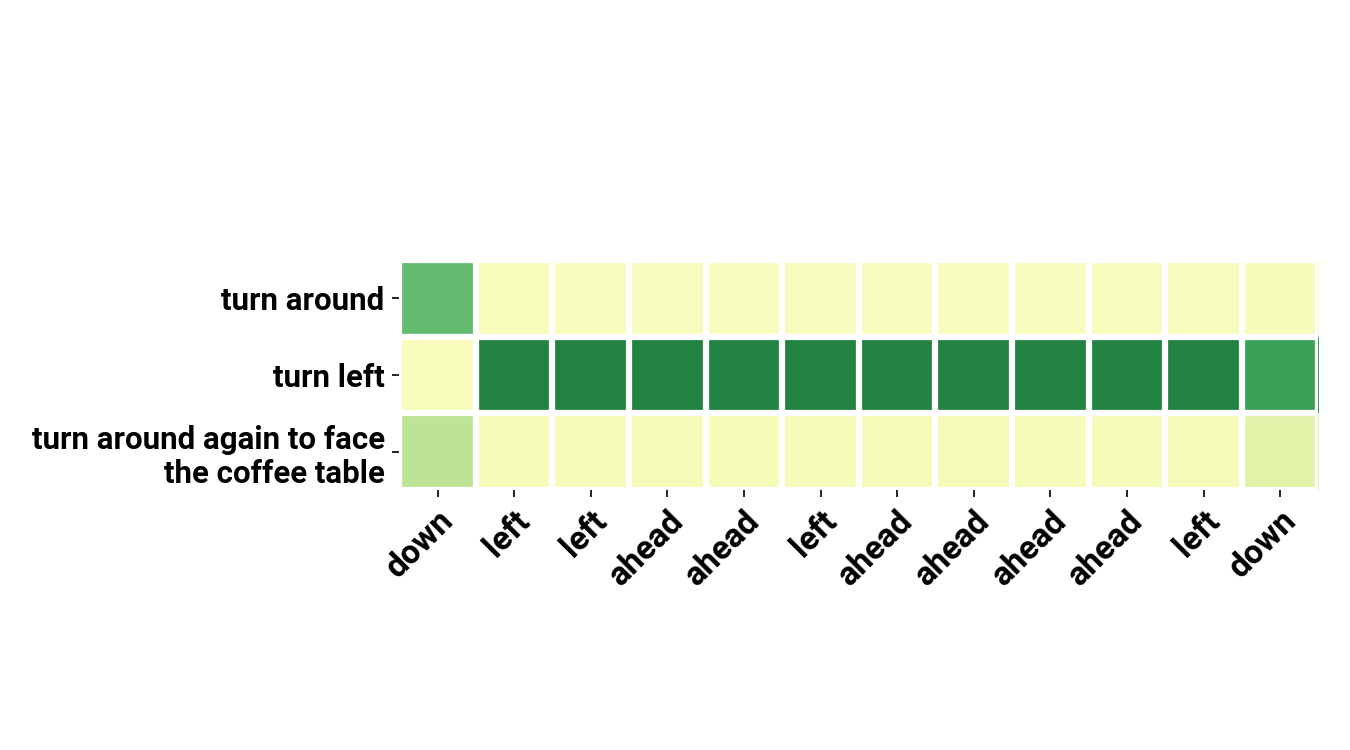 turn around
turn left
turn around again to face
the coffee table
down
left
left
ahead
ahead
left
ahead
ahead
ahead
ahead
left
down